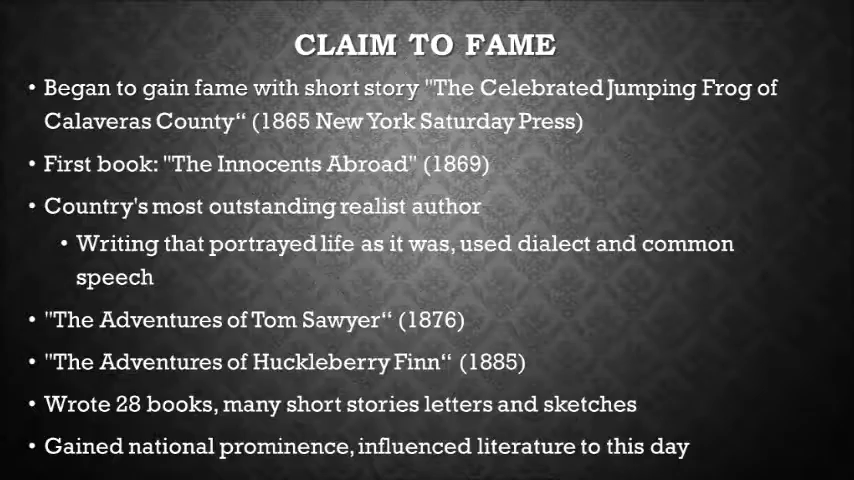 CLAIM TO FAME
• Began to gain fame with short story "The Celebrated Jumping Frog of
Calaveras County“ (1865 New York Saturday Press)
• First book: "The Innocents Abroad" (1869)
• Country's most outstanding realist author
• Writing that portrayed life as it was, used dialect and common
speech
• "The Adventures of Tom Sawyer“ (1876)
• "The Adventures of Huckleberry Finn“ (1885)
• Wrote 28 books, many short stories letters and sketches
• Gained national prominence, influenced literature to this day